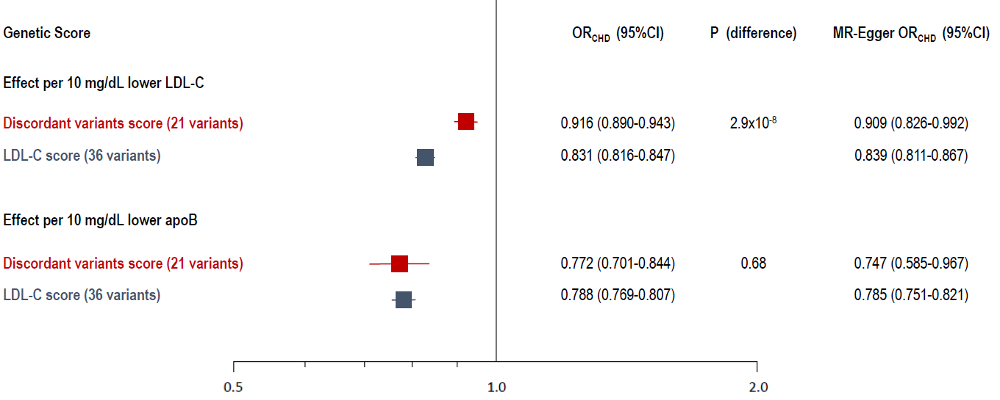 Genetic Score ORCHD (95%CI) P (difference) MR-Egger ORCHD (95%CI)
Effect per 10 mg/dL lower LDL-C
Discordant variants score (21 variants) 0.916 (0.890-0.943) 2.9x10-8 0.909 (0.826-0.992)
LDL-C score (36 variants) 0.831 (0.816-0.847) 0.839 (0.811-0.867)
Effect per 10 mg/dL lower apoB
Discordant variants score (21 variants) 0.772 (0.701-0.844) 0.68 0.747 (0.585-0.967)
LDL-C score (36 variants) 0.788 (0.769-0.807) 0.785 (0.751-0.821)
0.5 1.0 2.0